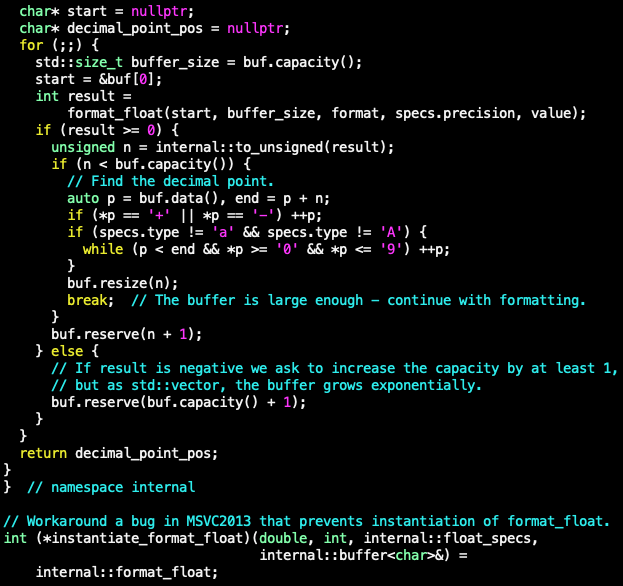 char* start = nullptr;
char* decimal_point_pos = nullptr;
for (;;) {
std::size_t buffer_size = buf.capacity();
start = &buf[0];
int result =
format_float(start, buffer_size, format, specs.precision, value);
if (result >= 0) {
unsigned n = internal::to_unsigned(result);
if (n < buf.capacity()) {
// Find the decimal point.
auto p = buf.data(), end = p + n;
if (*p == '+' || *p == '-') ++p;
if (specs.type != 'a' && specs.type != 'A') {
while (p < end && *p >= '0' && *p <= '9') ++p;
}
buf.resize(n);
break;  // The buffer is large enough - continue with formatting.
}
buf.reserve(n + 1);
} else {
// If result is negative we ask to increase the capacity by at least 1,
// but as std::vector, the buffer grows exponentially.
buf.reserve(buf.capacity() + 1);
}
}
return decimal_point_pos;
}
}  // namespace internal
// Workaround a bug in MSVC2013 that prevents instantiation of format_float.
int (*instantiate_format_float)(double, int, internal::float_specs,
internal::buffer<char>&) =
internal::format_float;